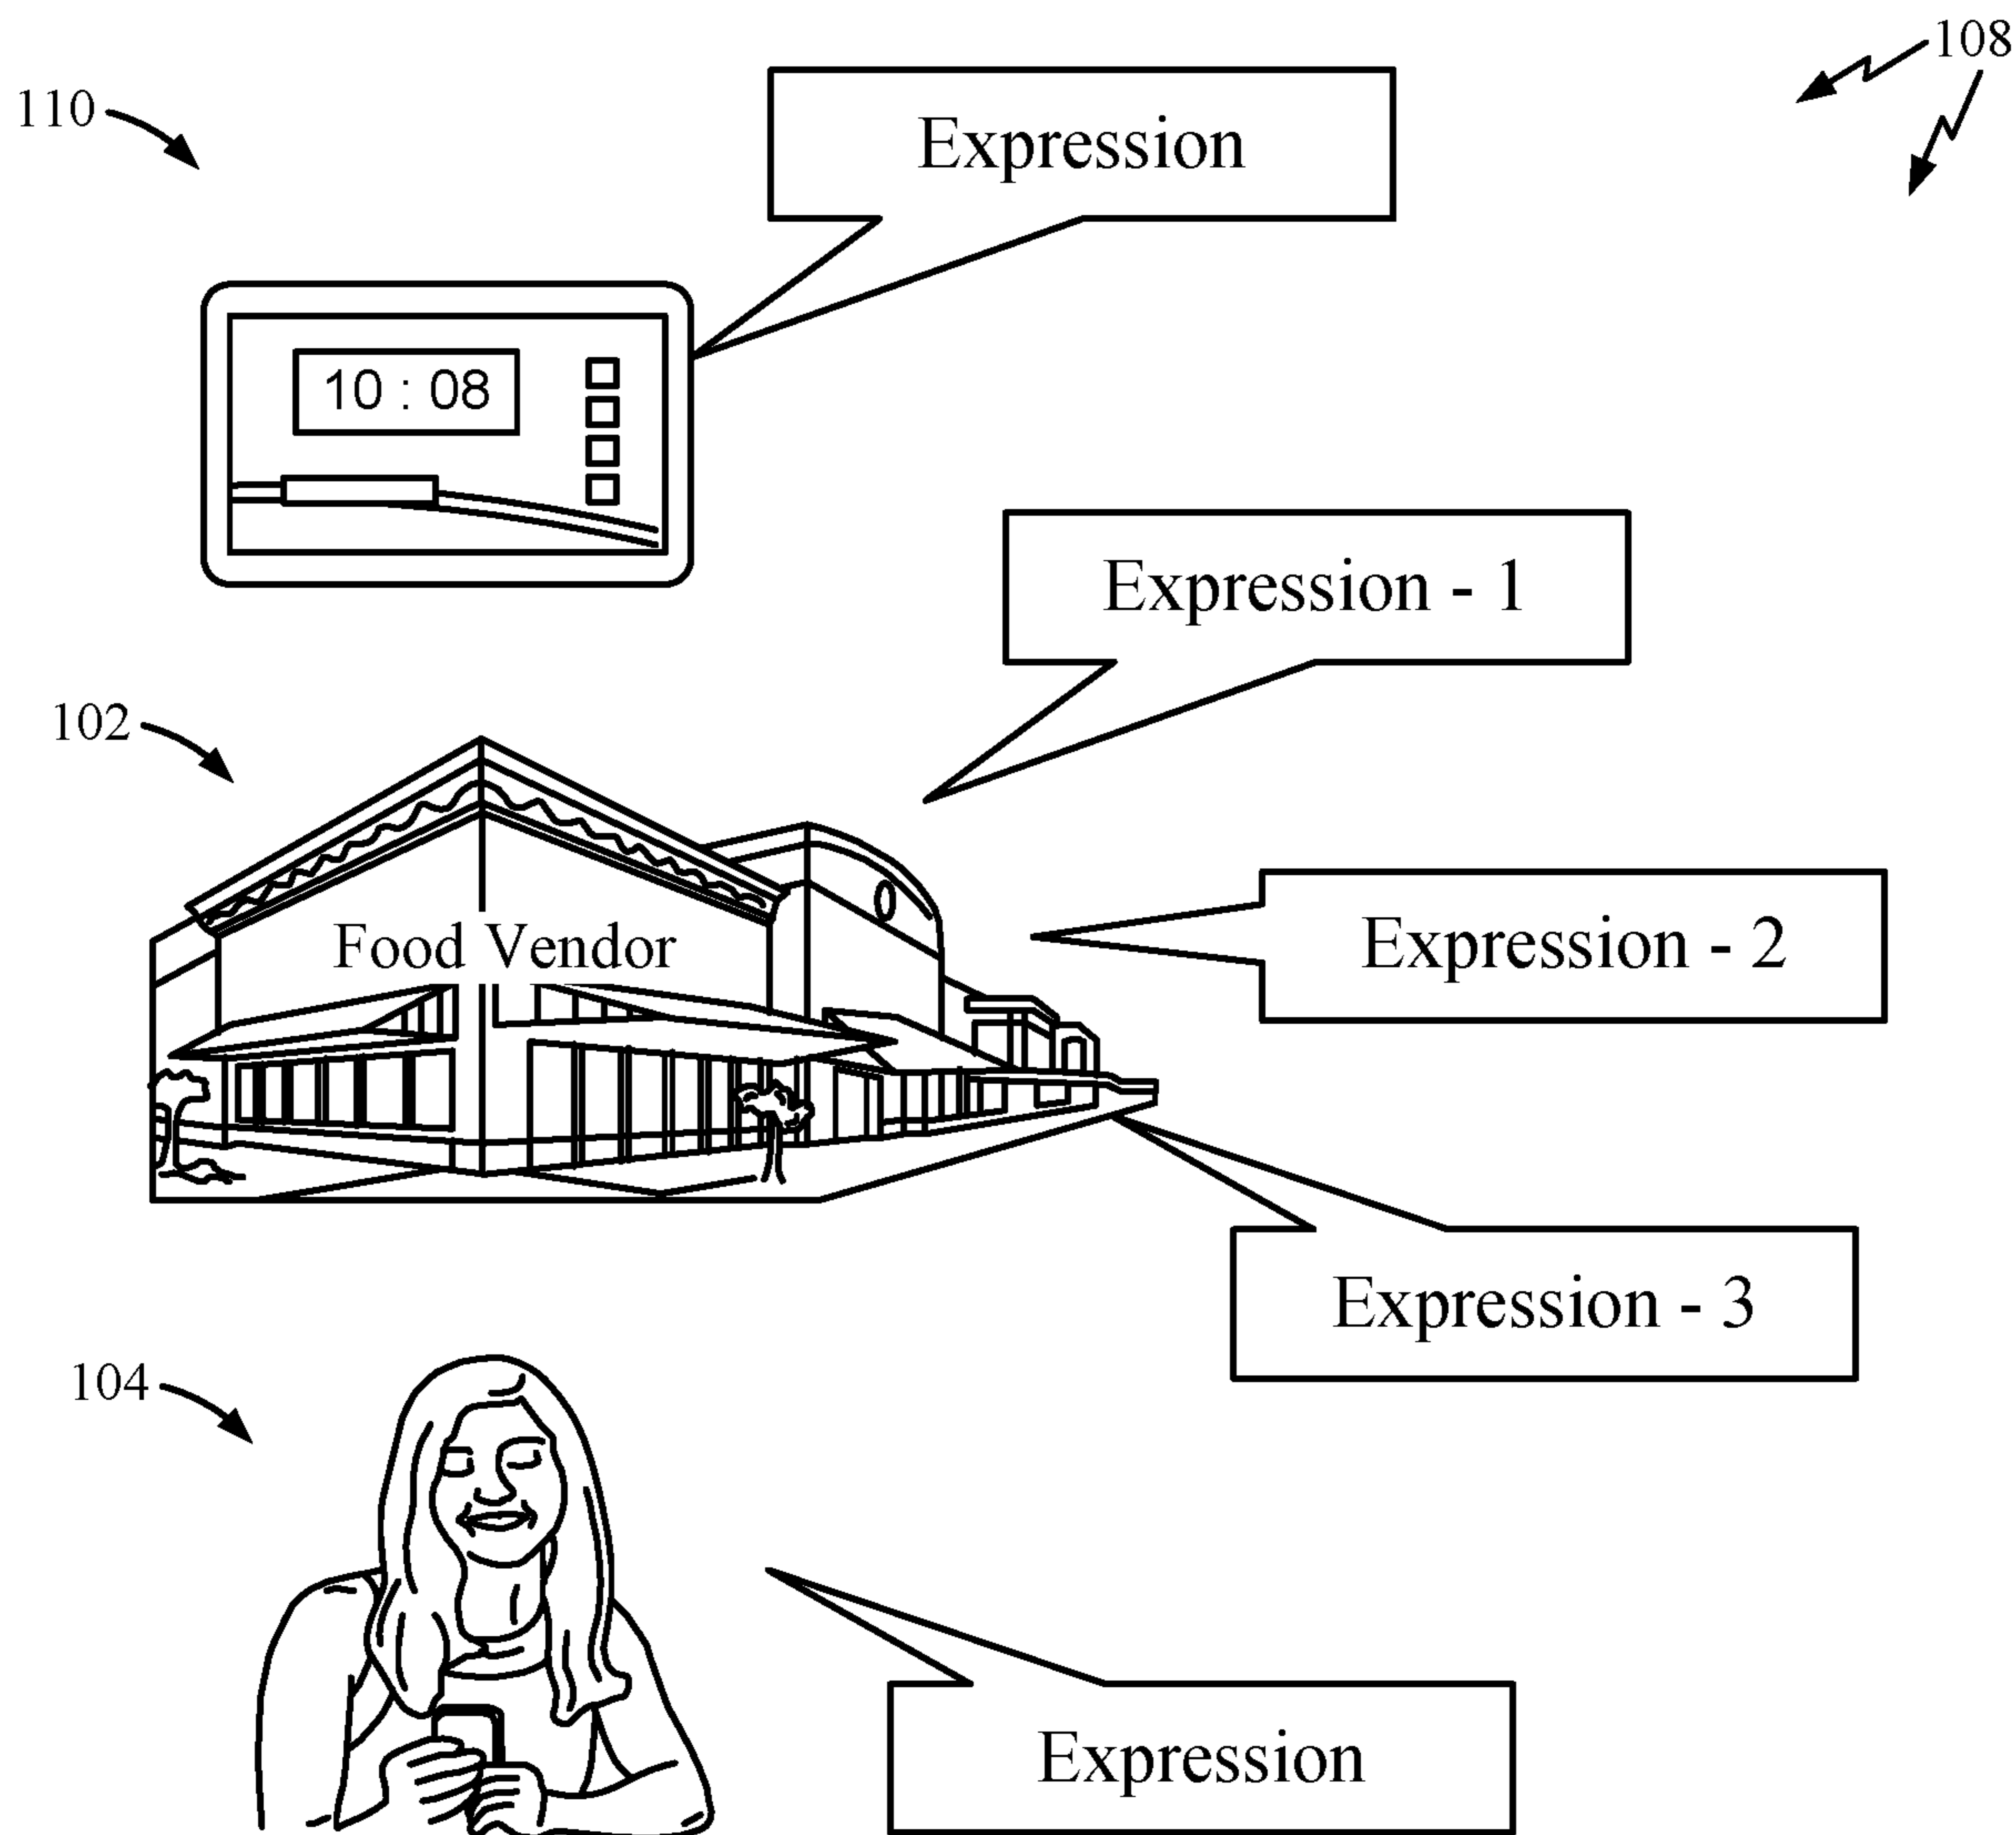 108
110
Expression
10 : 08
Expression - 1
102
Food Vendor
Expression - 2
Expression - 3
104
Expression